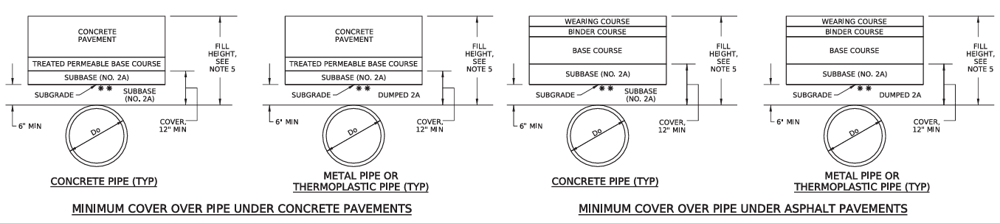 CONCRETE
PAVEMENT
TREATED PERMEABLE BASE COURSE
SUBBASE (NO. 2A)
SUBGRADE
**
SUBBASE
(NO. 2A)
FILL
HEIGHT,
SEE
NOTE 5
6" MIN
COVER,
12" MIN
Do
CONCRETE PIPE (TYP)
CONCRETE
PAVEMENT
TREATED PERMEABLE BASE COURSE
SUBBASE (NO. 2A)
SUBGRADE
**
DUMPED 2A
FILL
HEIGHT,
SEE
NOTE 5
6" MIN
COVER,
12" MIN
Do
METAL PIPE OR
THERMOPLASTIC PIPE (TYP)
MINIMUM COVER OVER PIPE UNDER CONCRETE PAVEMENTS
WEARING COURSE
BINDER COURSE
BASE COURSE
SUBBASE (NO. 2A)
SUBGRADE
**
SUBBASE
(NO. 2A)
FILL
HEIGHT,
SEE
NOTE 5
6" MIN
COVER,
12" MIN
Do
CONCRETE PIPE (TYP)
WEARING COURSE
BINDER COURSE
BASE COURSE
SUBBASE (NO. 2A)
SUBGRADE
**
DUMPED 2A
FILL
HEIGHT,
SEE
NOTE 5
6" MIN
COVER,
12" MIN
Do
METAL PIPE OR
THERMOPLASTIC PIPE (TYP)
MINIMUM COVER OVER PIPE UNDER ASPHALT PAVEMENTS